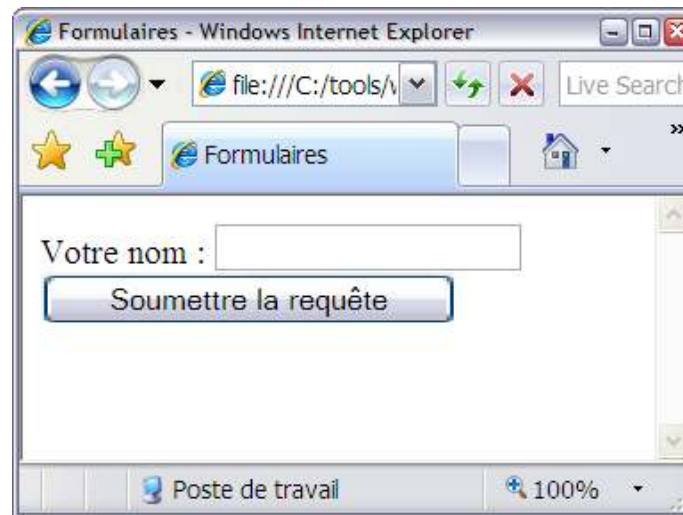 Formulaires - Windows Internet Explorer
file:///C:/tools/
Live Search
Formulaires
Votre nom :
Soumettre la requête
Poste de travail
100%